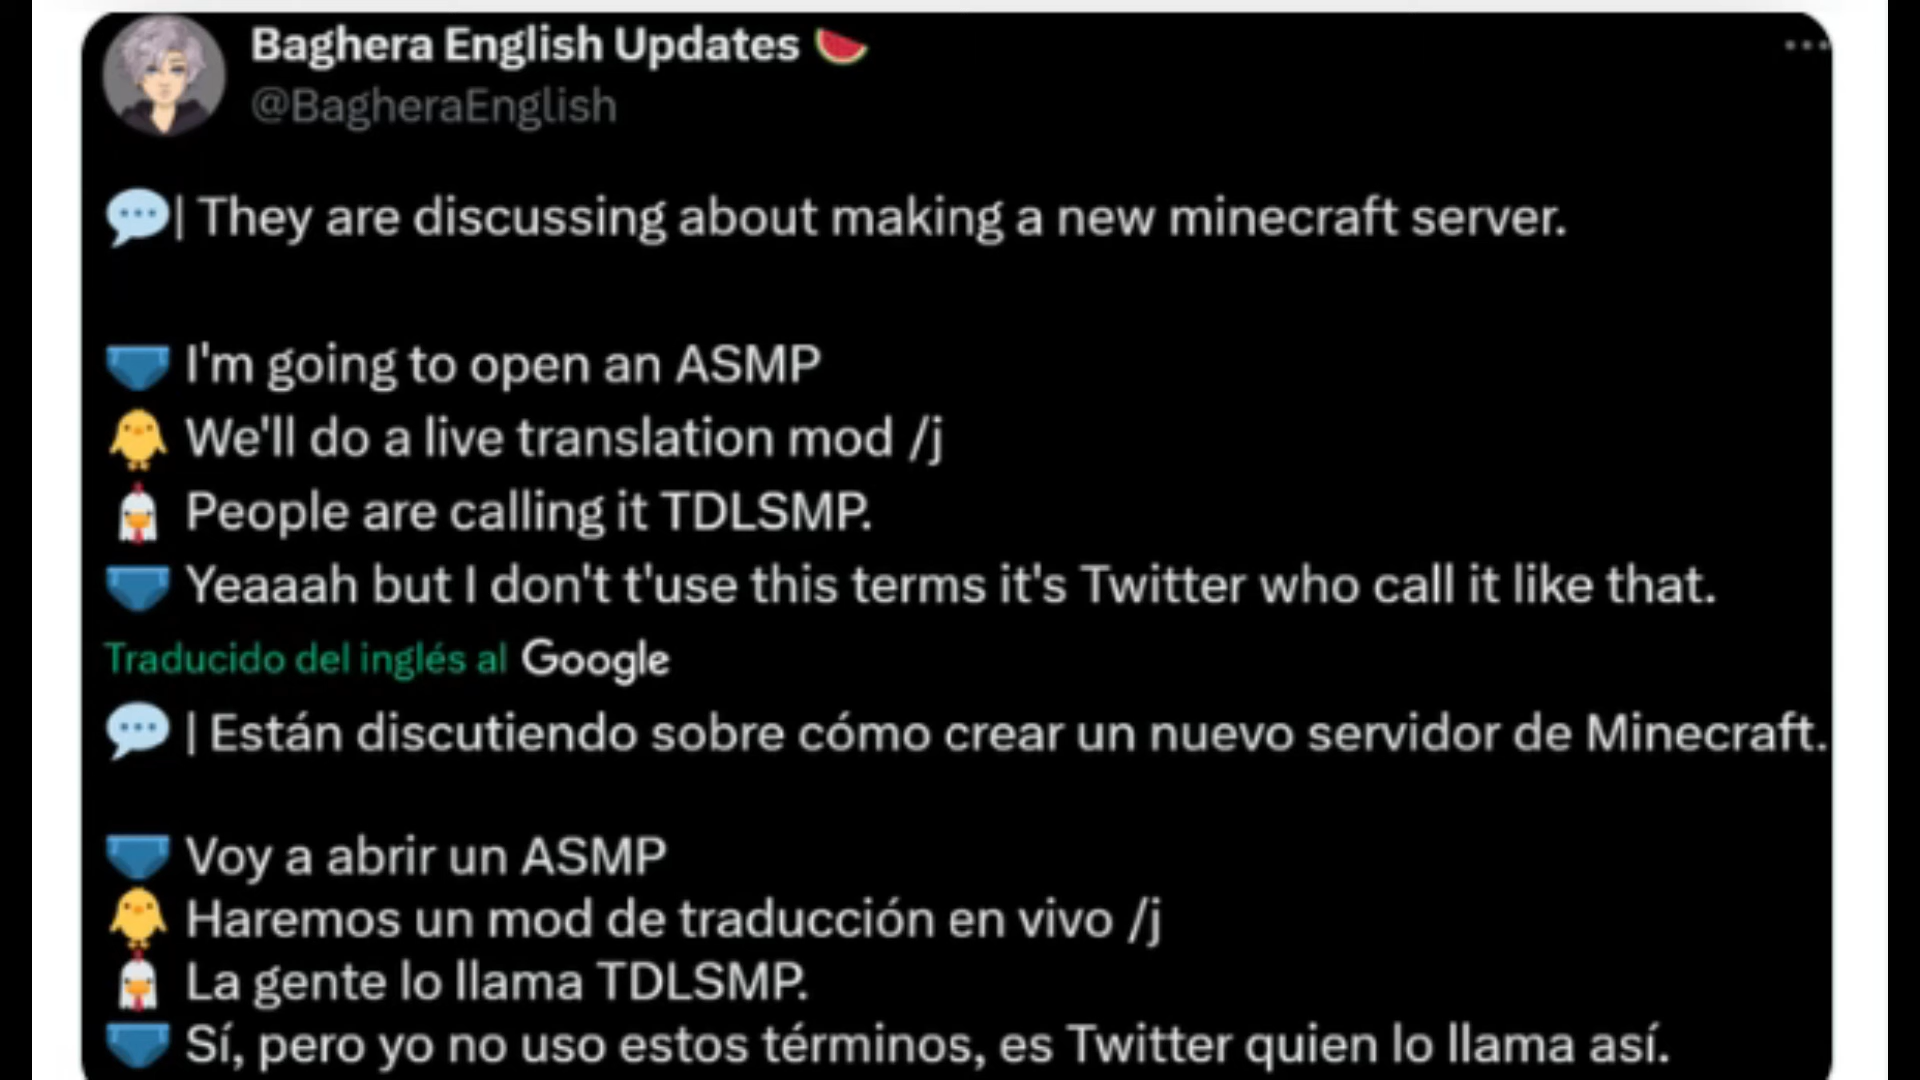 Baghera English Updates 🍉
@BagheraEnglish
💬| They are discussing about making a new minecraft server.
🩲 I'm going to open an ASMP
🐥 We'll do a live translation mod /j
🐔 People are calling it TDLSMP.
🩲 Yeaaah but I don't t'use this terms it's Twitter who call it like that.
Traducido del inglés al Google
💬 | Están discutiendo sobre cómo crear un nuevo servidor de Minecraft.
🩲 Voy a abrir un ASMP
🐥 Haremos un mod de traducción en vivo /j
🐔 La gente lo llama TDLSMP.
🩲 Sí, pero yo no uso estos términos, es Twitter quien lo llama así.